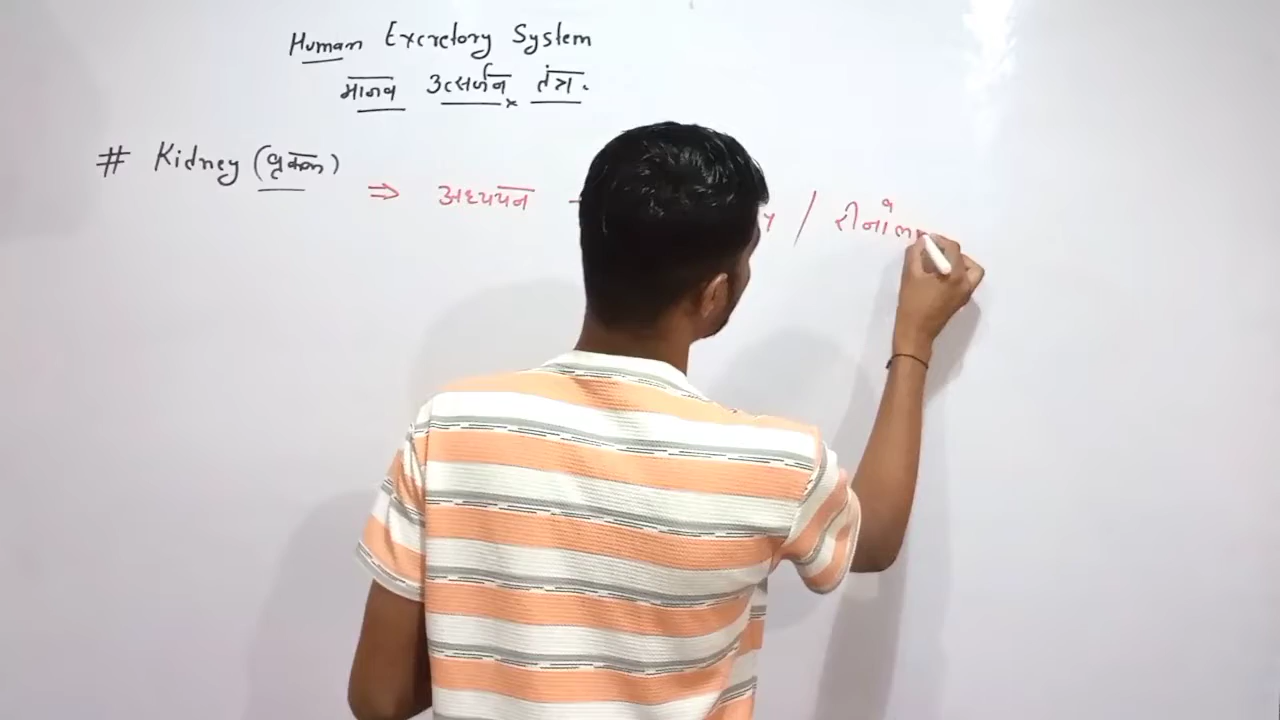 Human Excretory System
मानव उत्सर्जन तंत्र.
# Kidney (वृक्क)
⇒ अध्ययन / रीनॉल